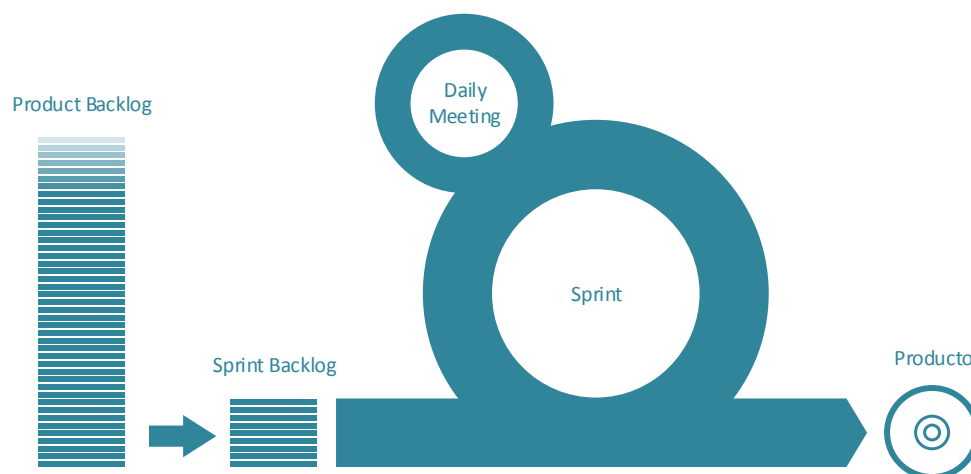 Daily
Meeting
Product Backlog
Sprint
Sprint Backlog
Producto